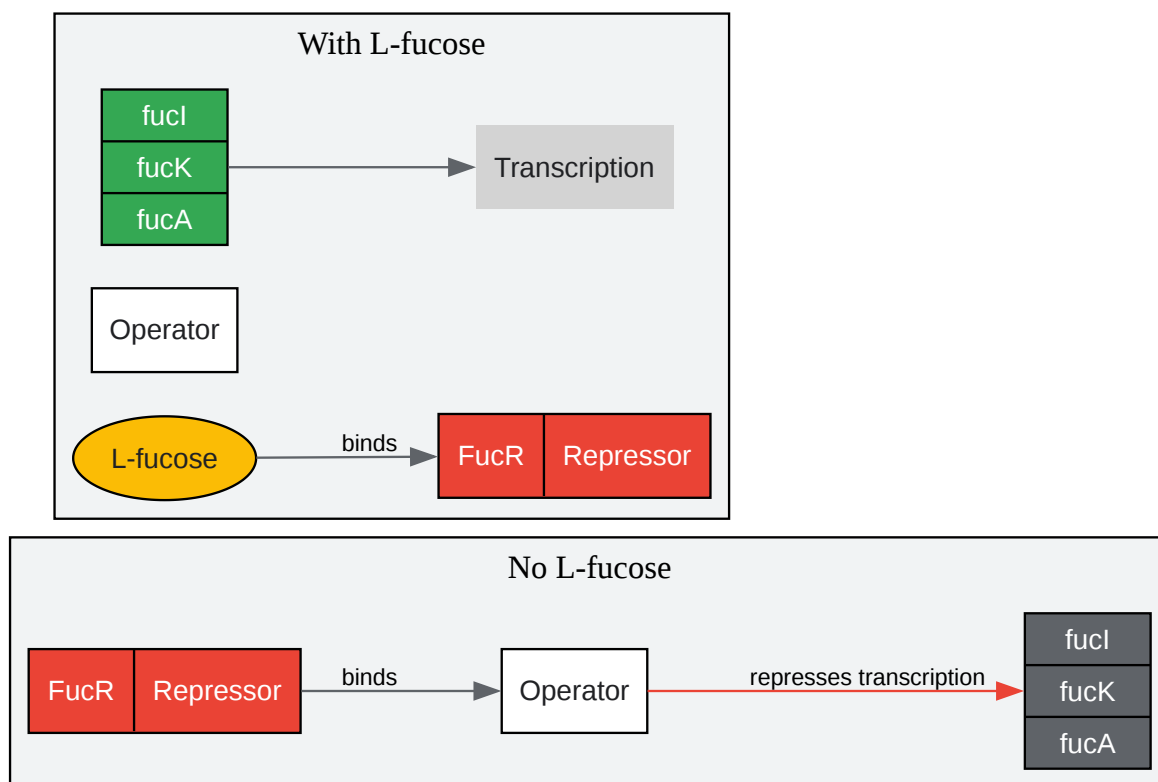 With L-fucose
fucI
fucK
fucA
Transcription
Operator
L-fucose
binds
FucR
Repressor
No L-fucose
FucR
Repressor
binds
Operator
represses transcription
fucI
fucK
fucA